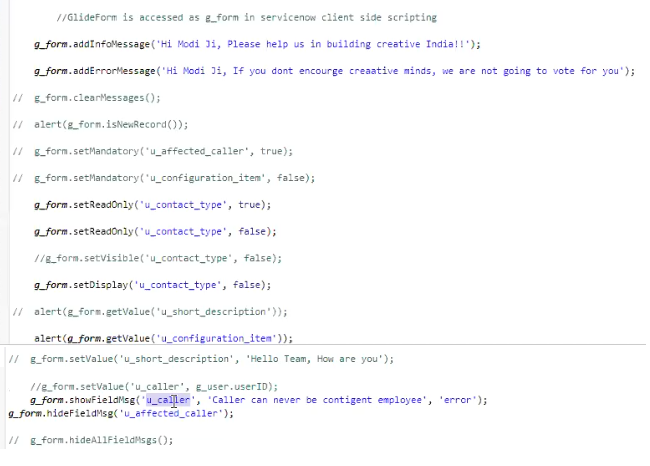 //GlideForm is accessed as g_form in servicenow client side scripting
g_form.addInfoMessage('Hi Modi Ji, Please help us in building creative India!!');
g_form.addErrorMessage('Hi Modi Ji, If you dont encourge creaative minds, we are not going to vote for you');
// g_form.clearMessages();
// alert(g_form.isNewRecord());
// g_form.setMandatory('u_affected_caller', true);
// g_form.setMandatory('u_configuration_item', false);
g_form.setReadOnly('u_contact_type', true);
g_form.setReadOnly('u_contact_type', false);
//g_form.setVisible('u_contact_type', false);
g_form.setDisplay('u_contact_type', false);
// alert(g_form.getValue('u_short_description'));
alert(g_form.getValue('u_configuration_item'));
// g_form.setValue('u_short_description', 'Hello Team, How are you');
//g_form.setValue('u_caller', g_user.userID);
g_form.showFieldMsg('u_caller', 'Caller can never be contigent employee', 'error');
g_form.hideFieldMsg('u_affected_caller');
// g_form.hideAllFieldMsgs();